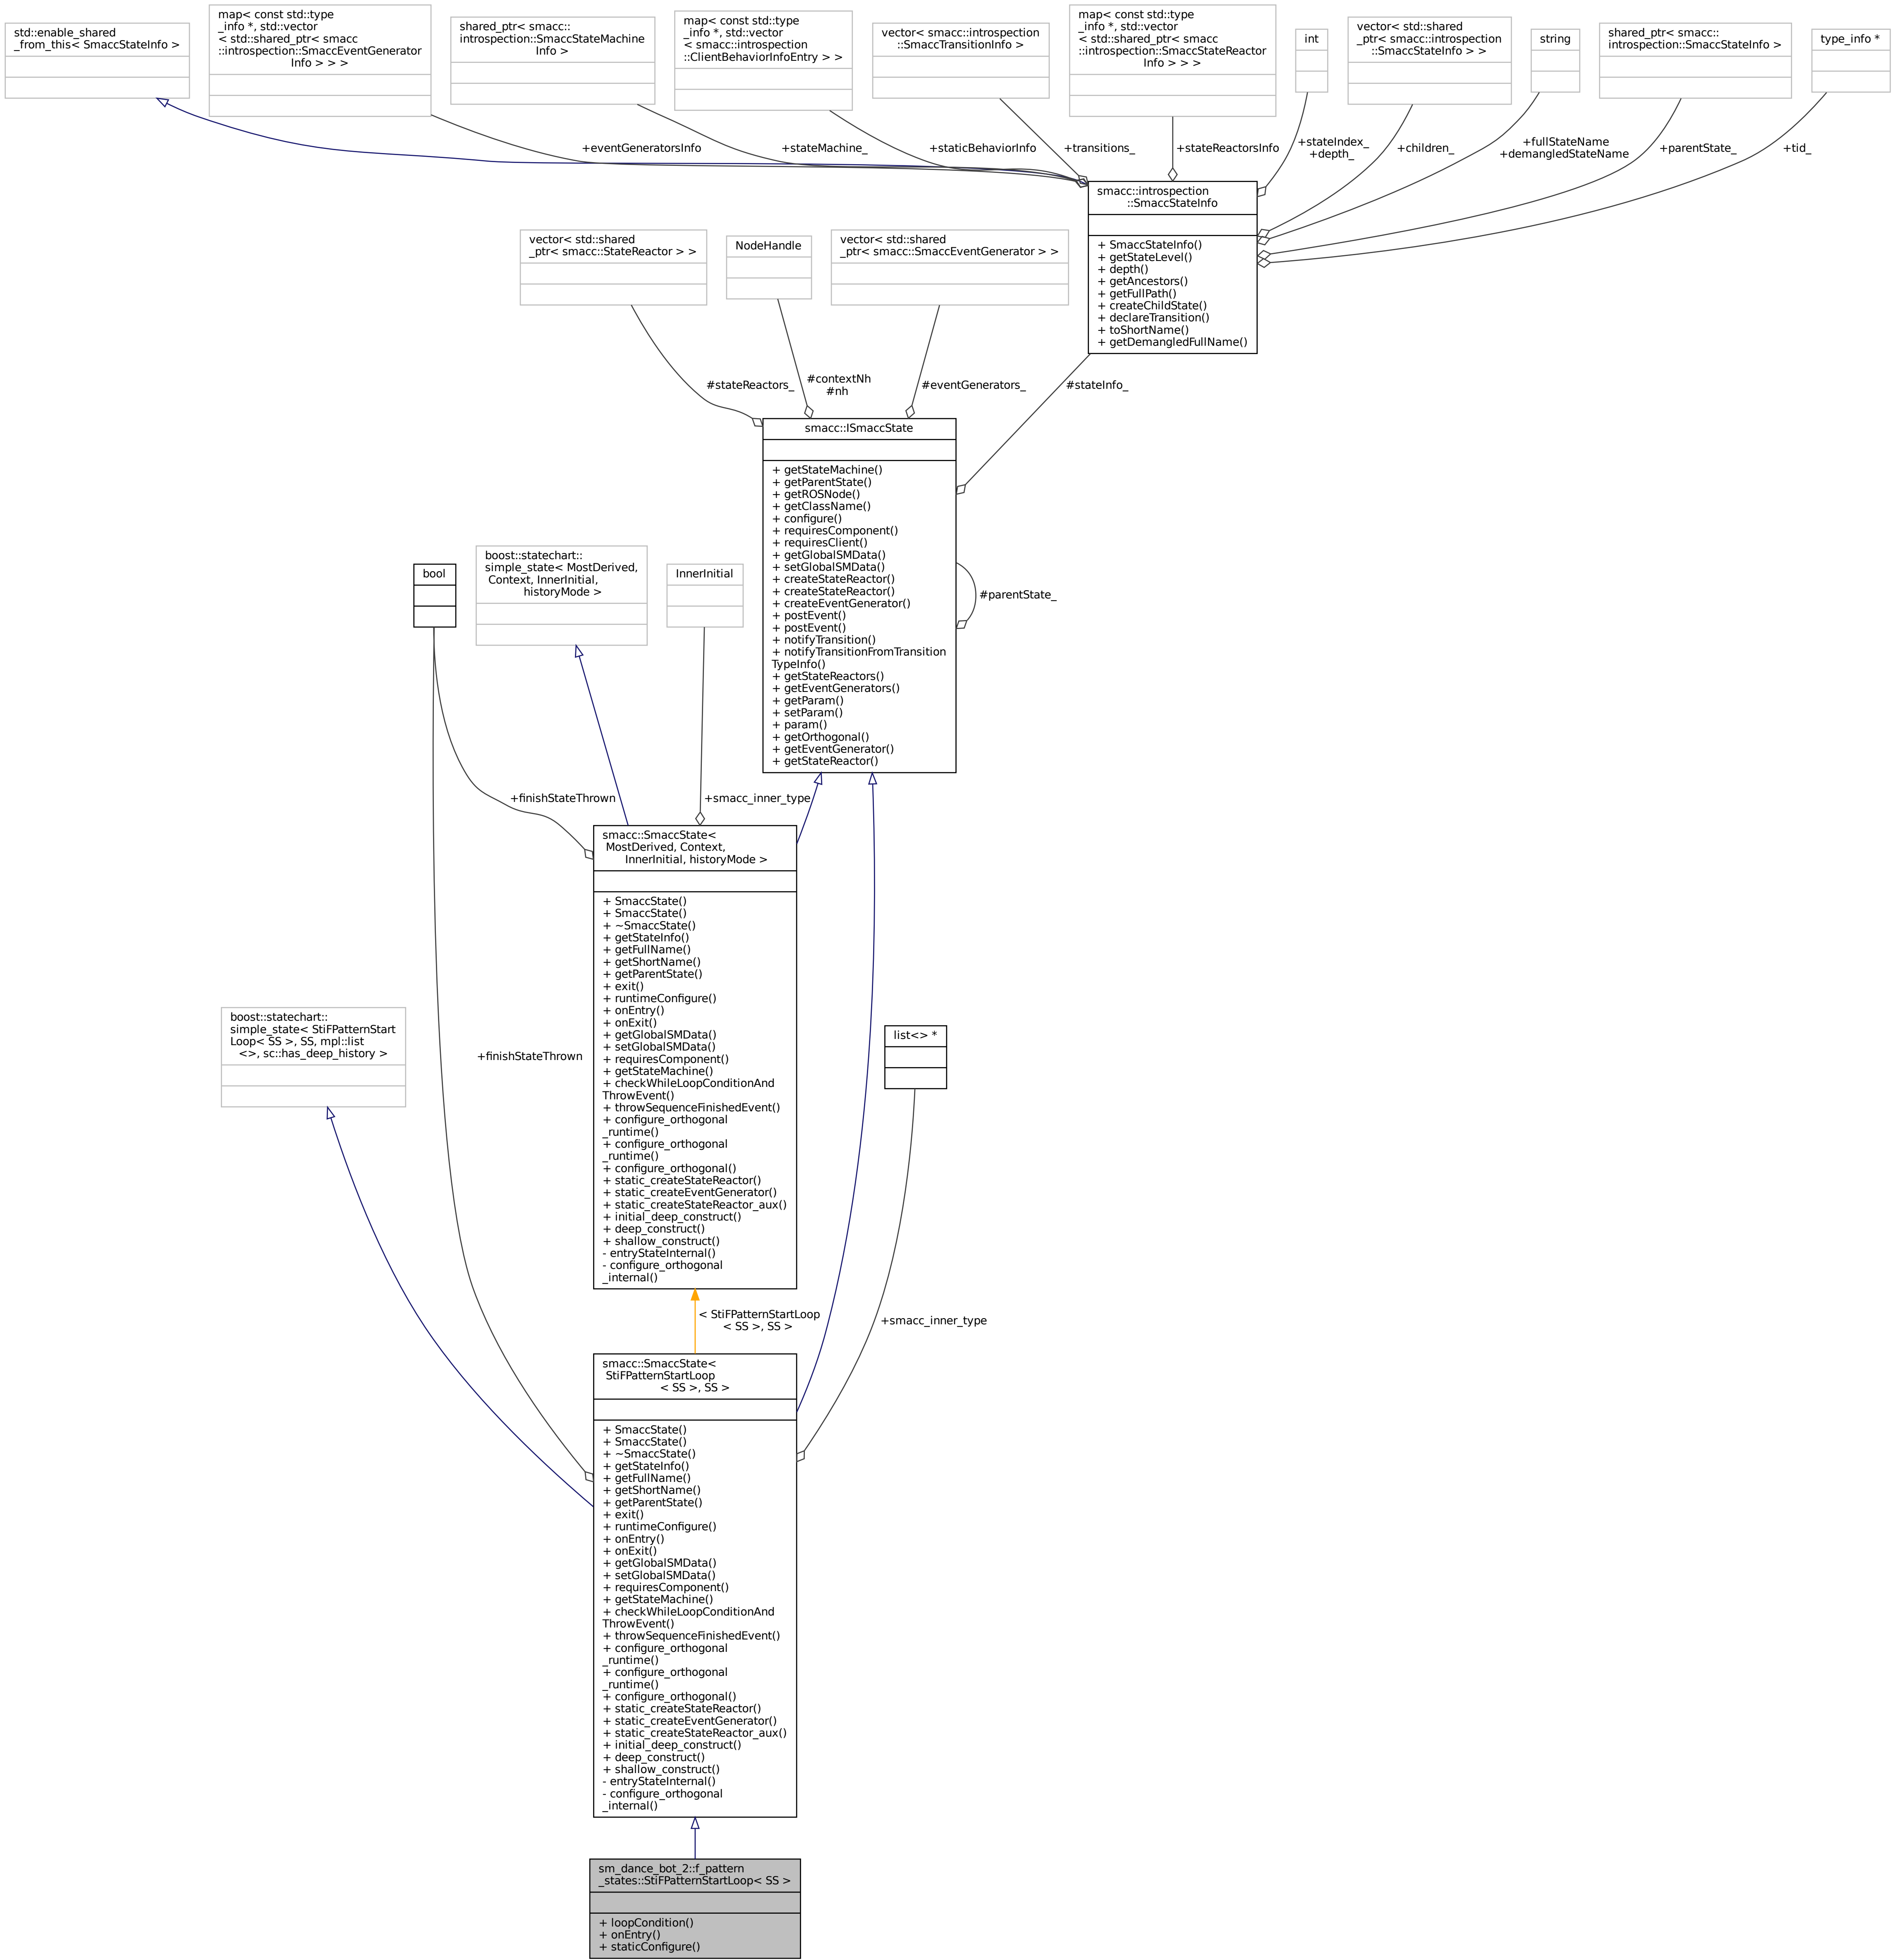 std::enable_shared
_from_this< SmaccStateInfo >
map< const std::type
_info *, std::vector
< std::shared_ptr< smacc
::introspection::SmaccEventGenerator
Info > > >
shared_ptr< smacc::
introspection::SmaccStateMachine
Info >
map< const std::type
_info *, std::vector
< smacc::introspection
::ClientBehaviorInfoEntry > >
vector< smacc::introspection
::SmaccTransitionInfo >
map< const std::type
_info *, std::vector
< std::shared_ptr< smacc
::introspection::SmaccStateReactor
Info > > >
int
vector< std::shared
_ptr< smacc::introspection
::SmaccStateInfo > >
string
shared_ptr< smacc::
introspection::SmaccStateInfo >
type_info *
+eventGeneratorsInfo
+stateMachine_
+staticBehaviorInfo
+transitions_
+stateReactorsInfo
+stateIndex_
+depth_
+children_
+fullStateName
+demangledStateName
+parentState_
+tid_
smacc::introspection
::SmaccStateInfo
+ SmaccStateInfo()
+ getStateLevel()
+ depth()
+ getAncestors()
+ getFullPath()
+ createChildState()
+ declareTransition()
+ toShortName()
+ getDemangledFullName()
vector< std::shared
_ptr< smacc::StateReactor > >
NodeHandle
vector< std::shared
_ptr< smacc::SmaccEventGenerator > >
#stateReactors_
#contextNh
#nh
#eventGenerators_
#stateInfo_
smacc::ISmaccState
+ getStateMachine()
+ getParentState()
+ getROSNode()
+ getClassName()
+ configure()
+ requiresComponent()
+ requiresClient()
+ getGlobalSMData()
+ setGlobalSMData()
+ createStateReactor()
+ createStateReactor()
+ createEventGenerator()
+ postEvent()
+ postEvent()
+ notifyTransition()
+ notifyTransitionFromTransition
TypeInfo()
+ getStateReactors()
+ getEventGenerators()
+ getParam()
+ setParam()
+ param()
+ getOrthogonal()
+ getEventGenerator()
+ getStateReactor()
#parentState_
bool
boost::statechart::
simple_state< MostDerived,
Context, InnerInitial,
historyMode >
InnerInitial
+finishStateThrown
+smacc_inner_type
smacc::SmaccState<
MostDerived, Context,
InnerInitial, historyMode >
+ SmaccState()
+ SmaccState()
+ ~SmaccState()
+ getStateInfo()
+ getFullName()
+ getShortName()
+ getParentState()
+ exit()
+ runtimeConfigure()
+ onEntry()
+ onExit()
+ getGlobalSMData()
+ setGlobalSMData()
+ requiresComponent()
+ getStateMachine()
+ checkWhileLoopConditionAnd
ThrowEvent()
+ throwSequenceFinishedEvent()
+ configure_orthogonal
_runtime()
+ configure_orthogonal
_runtime()
+ configure_orthogonal()
+ static_createStateReactor()
+ static_createEventGenerator()
+ static_createStateReactor_aux()
+ initial_deep_construct()
+ deep_construct()
+ shallow_construct()
- entryStateInternal()
- configure_orthogonal
_internal()
boost::statechart::
simple_state< StiFPatternStart
Loop< SS >, SS, mpl::list
<>, sc::has_deep_history >
+finishStateThrown
list<> *
< StiFPatternStartLoop
< SS >, SS >
+smacc_inner_type
smacc::SmaccState<
StiFPatternStartLoop
< SS >, SS >
+ SmaccState()
+ SmaccState()
+ ~SmaccState()
+ getStateInfo()
+ getFullName()
+ getShortName()
+ getParentState()
+ exit()
+ runtimeConfigure()
+ onEntry()
+ onExit()
+ getGlobalSMData()
+ setGlobalSMData()
+ requiresComponent()
+ getStateMachine()
+ checkWhileLoopConditionAnd
ThrowEvent()
+ throwSequenceFinishedEvent()
+ configure_orthogonal
_runtime()
+ configure_orthogonal
_runtime()
+ configure_orthogonal()
+ static_createStateReactor()
+ static_createEventGenerator()
+ static_createStateReactor_aux()
+ initial_deep_construct()
+ deep_construct()
+ shallow_construct()
- entryStateInternal()
- configure_orthogonal
_internal()
sm_dance_bot_2::f_pattern
_states::StiFPatternStartLoop< SS >
+ loopCondition()
+ onEntry()
+ staticConfigure()